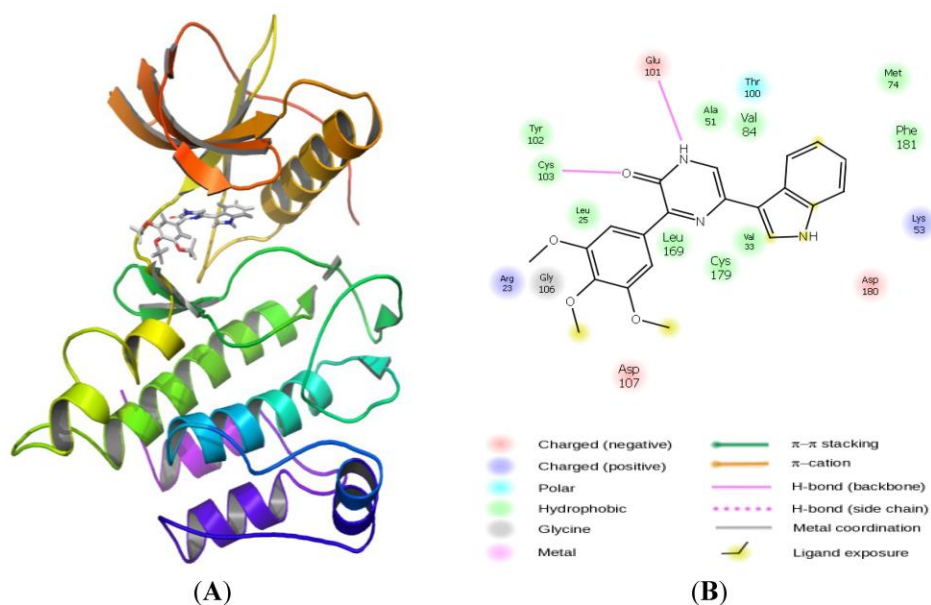 Glu
101
Thr
100
Met
74
Ala
51
Val
84
Tyr
102
Phe
181
Cys
103
NH
O
N
Leu
25
Leu
169
Val
33
NH
Lys
53
Cys
179
Arg
23
Gly
106
O
O
O
Asp
180
Asp
107
Charged (negative)
Charged (positive)
Polar
Hydrophobic
Glycine
Metal
π–π stacking
π–cation
H-bond (backbone)
H-bond (side chain)
Metal coordination
Ligand exposure
(A)
(B)